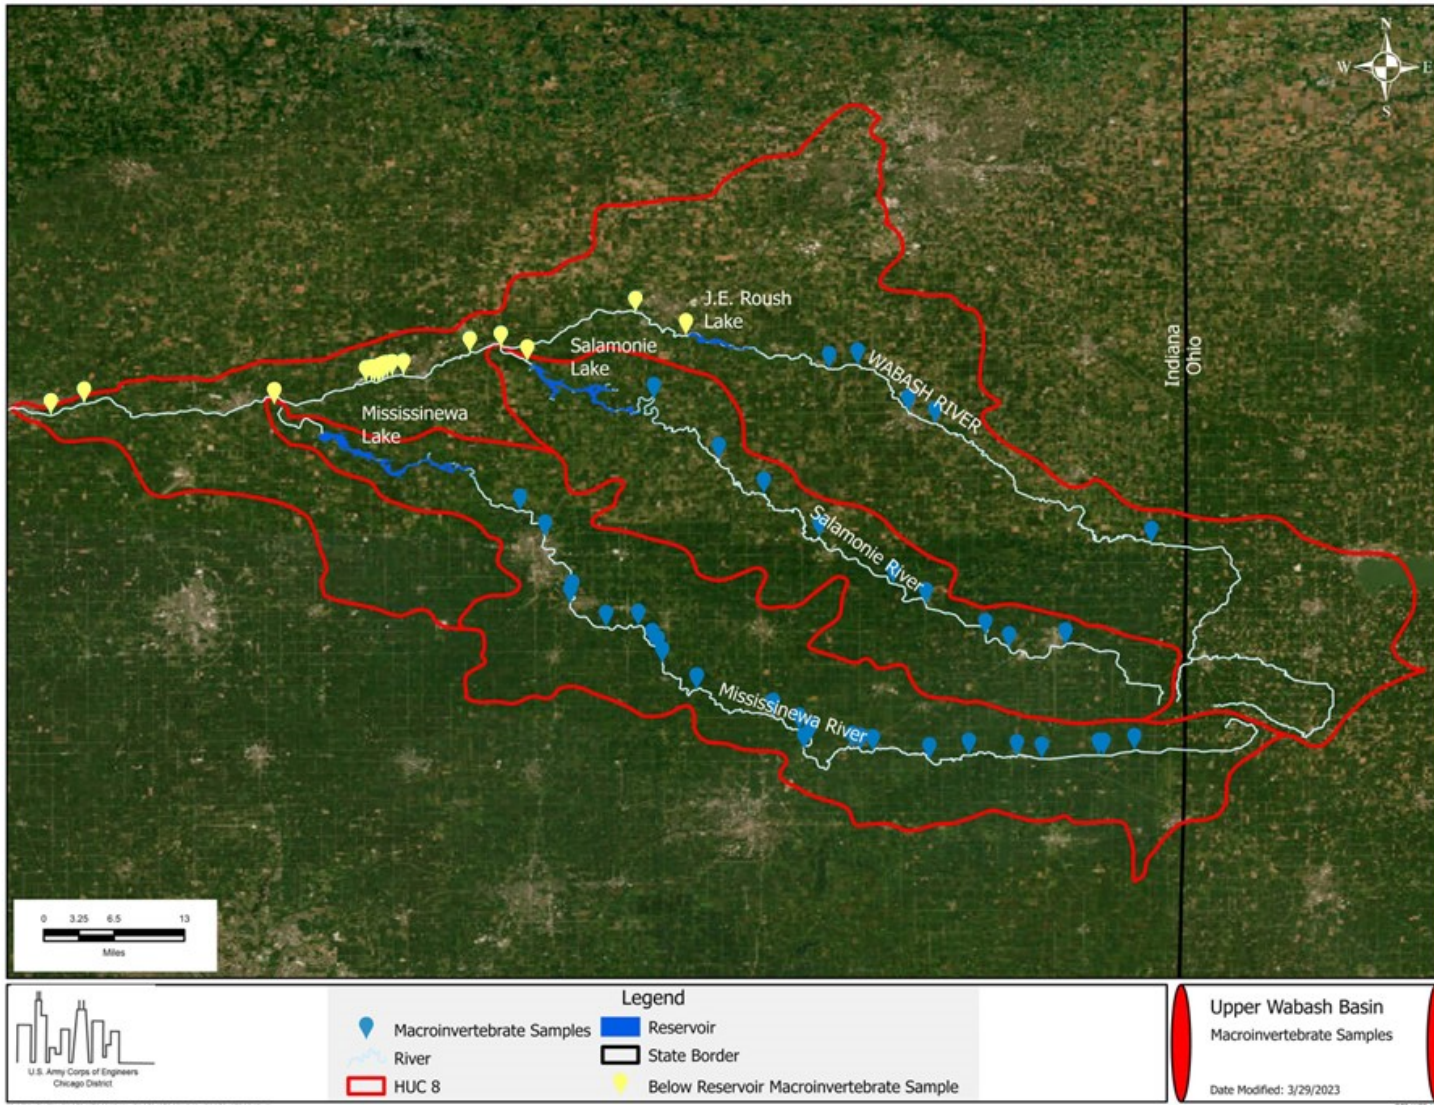 N
W E
S
J.E. Roush
Lake
Salamonie
Lake
WABASH RIVER
Indiana
Ohio
Mississinewa
Lake
Salamonie River
Mississinewa River
0 3.25 6.5 13
Miles
U.S. Army Corps of Engineers
Chicago District
Legend
Macroinvertebrate Samples
River
HUC 8
Reservoir
State Border
Below Reservoir Macroinvertebrate Sample
Upper Wabash Basin
Macroinvertebrate Samples
Date Modified: 3/29/2023